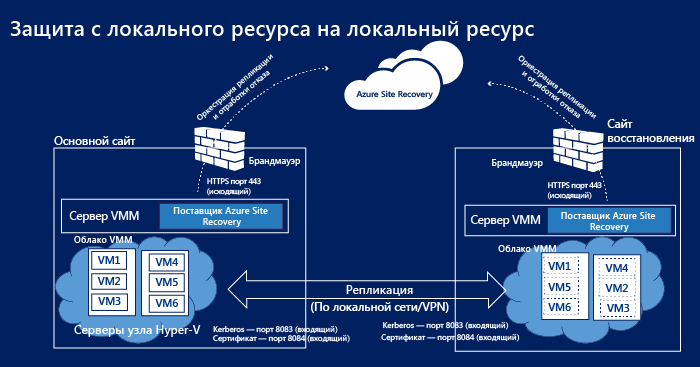 Защита с локального ресурса на локальный ресурс
Оркестрация репликации
и отработки отказа
Azure Site Recovery
Оркестрация репликации
и отработки отказа
Основной сайт
Брандмауэр
HTTPS порт 443
(исходящий)
Сервер VMM
Поставщик Azure Site
Recovery
Облако VMM
VM1
VM2
VM3
VM4
VM5
VM6
Серверы узла Hyper-V
Kerberos — порт 8083 (входящий)
Сертификат — порт 8084 (входящий)
Репликация
(По локальной сети/VPN)
Сайт
восстановления
Брандмауэр
HTTPS порт 443
(исходящий)
Сервер VMM
Поставщик Azure Site
Recovery
Облако VMM
VM1
VM5
VM6
VM4
VM2
VM3
Kerberos — порт 8083 (входящий)
Сертификат — порт 8084 (входящий)